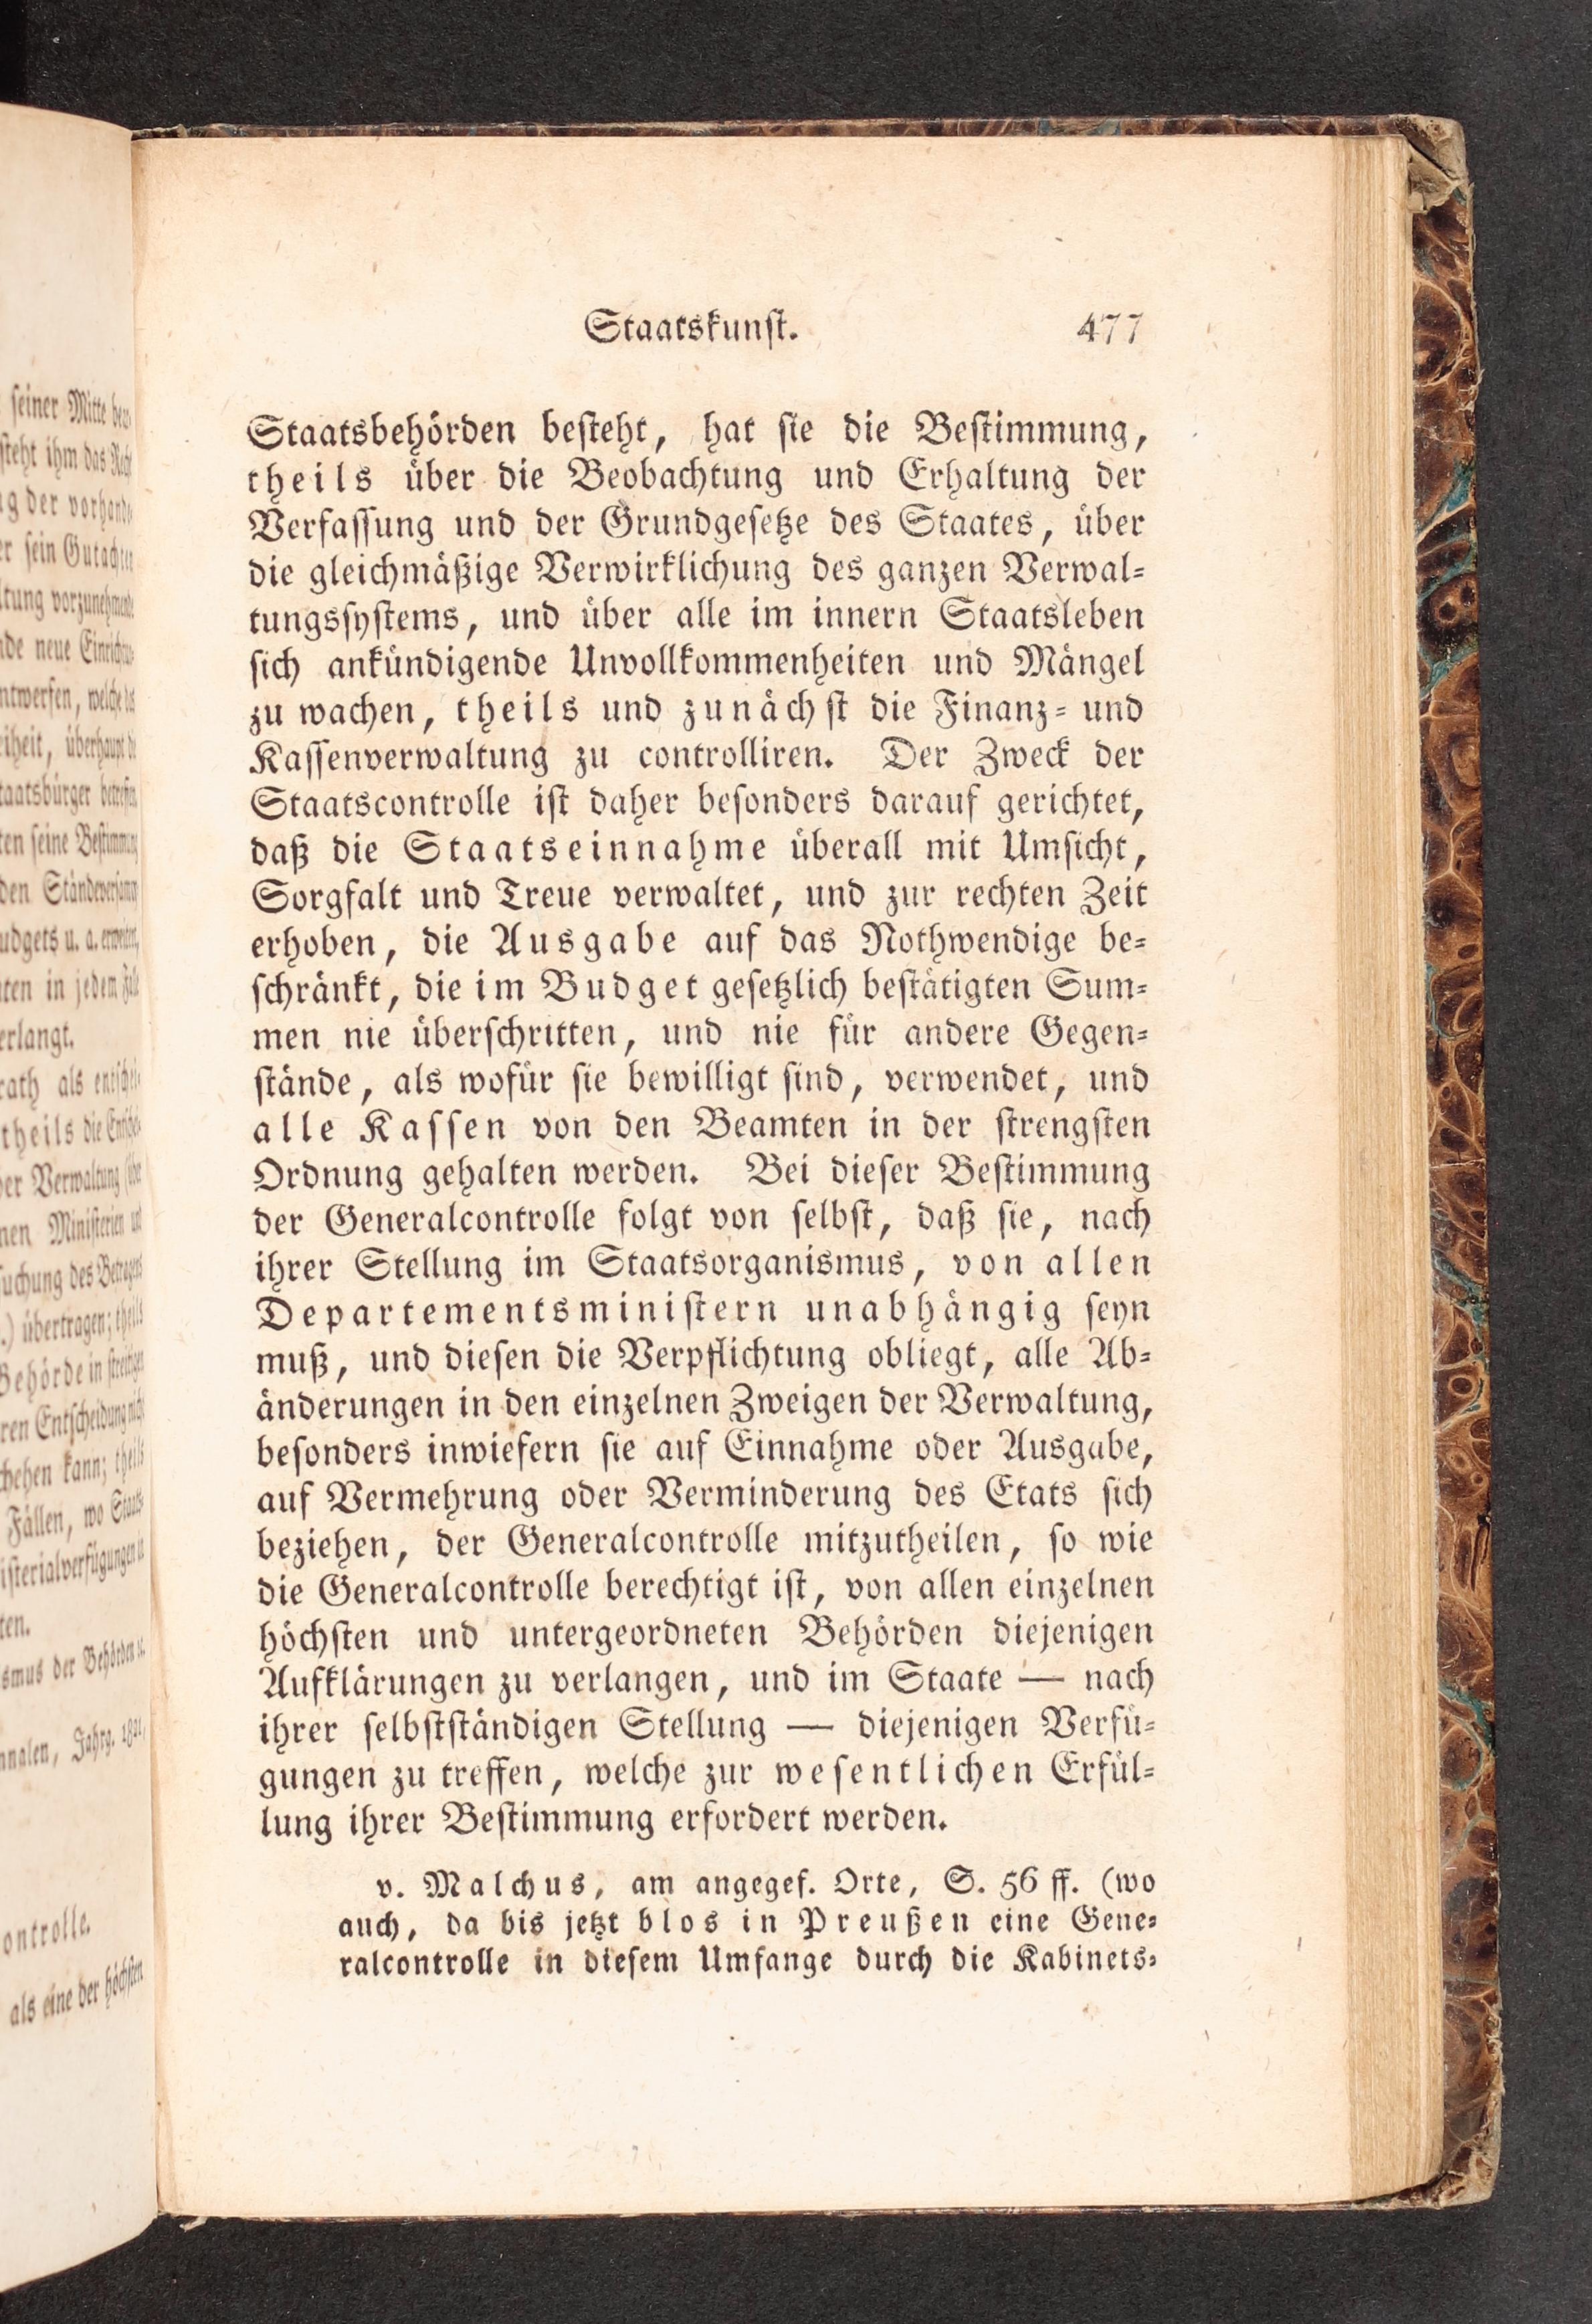 Staatskunst. 477
Staatsbehörden besteht, hat sie die Bestimmung,
theils über die Beobachtung und Erhaltung der
Verfassung und der Grundgesetze des Staates, über
die gleichmäßige Verwirklichung des ganzen Verwal-
tungssystems, und über alle im innern Staatsleben
sich ankündigende Unvollkommenheiten und Mängel
zu wachen, theils und zunächst die Finanz- und
Kassenverwaltung zu controlliren. Der Zweck der
Staatscontrolle ist daher besonders darauf gerichtet,
daß die Staatseinnahme überall mit Umsicht,
Sorgfalt und Treue verwaltet, und zur rechten Zeit
erhoben, die Ausgabe auf das Nothwendige be-
schränkt, die im Budget gesetzlich bestätigten Sum-
men nie überschritten, und nie für andere Gegen-
stände, als wofür sie bewilligt sind, verwendet, und
alle Kassen von den Beamten in der strengsten
Ordnung gehalten werden. Bei dieser Bestimmung
der Generalcontrolle folgt von selbst, daß sie, nach
ihrer Stellung im Staatsorganismus, von allen
Departementsministern unabhängig seyn
muß, und diesen die Verpflichtung obliegt, alle Ab-
änderungen in den einzelnen Zweigen der Verwaltung,
besonders inwiefern sie auf Einnahme oder Ausgabe,
auf Vermehrung oder Verminderung des Etats sich
beziehen, der Generalcontrolle mitzutheilen, so wie
die Generalcontrolle berechtigt ist, von allen einzelnen
höchsten und untergeordneten Behörden diejenigen
Aufklärungen zu verlangen, und im Staate — nach
ihrer selbstständigen Stellung — diejenigen Verfü-
gungen zu treffen, welche zur wesentlichen Erfül-
lung ihrer Bestimmung erfordert werden.
v. Malchus, am angegef. Orte, S. 56 ff. (wo
auch, da bis jetzt blos in Preußen eine Gene-
ralcontrolle in diesem Umfange durch die Kabinets-